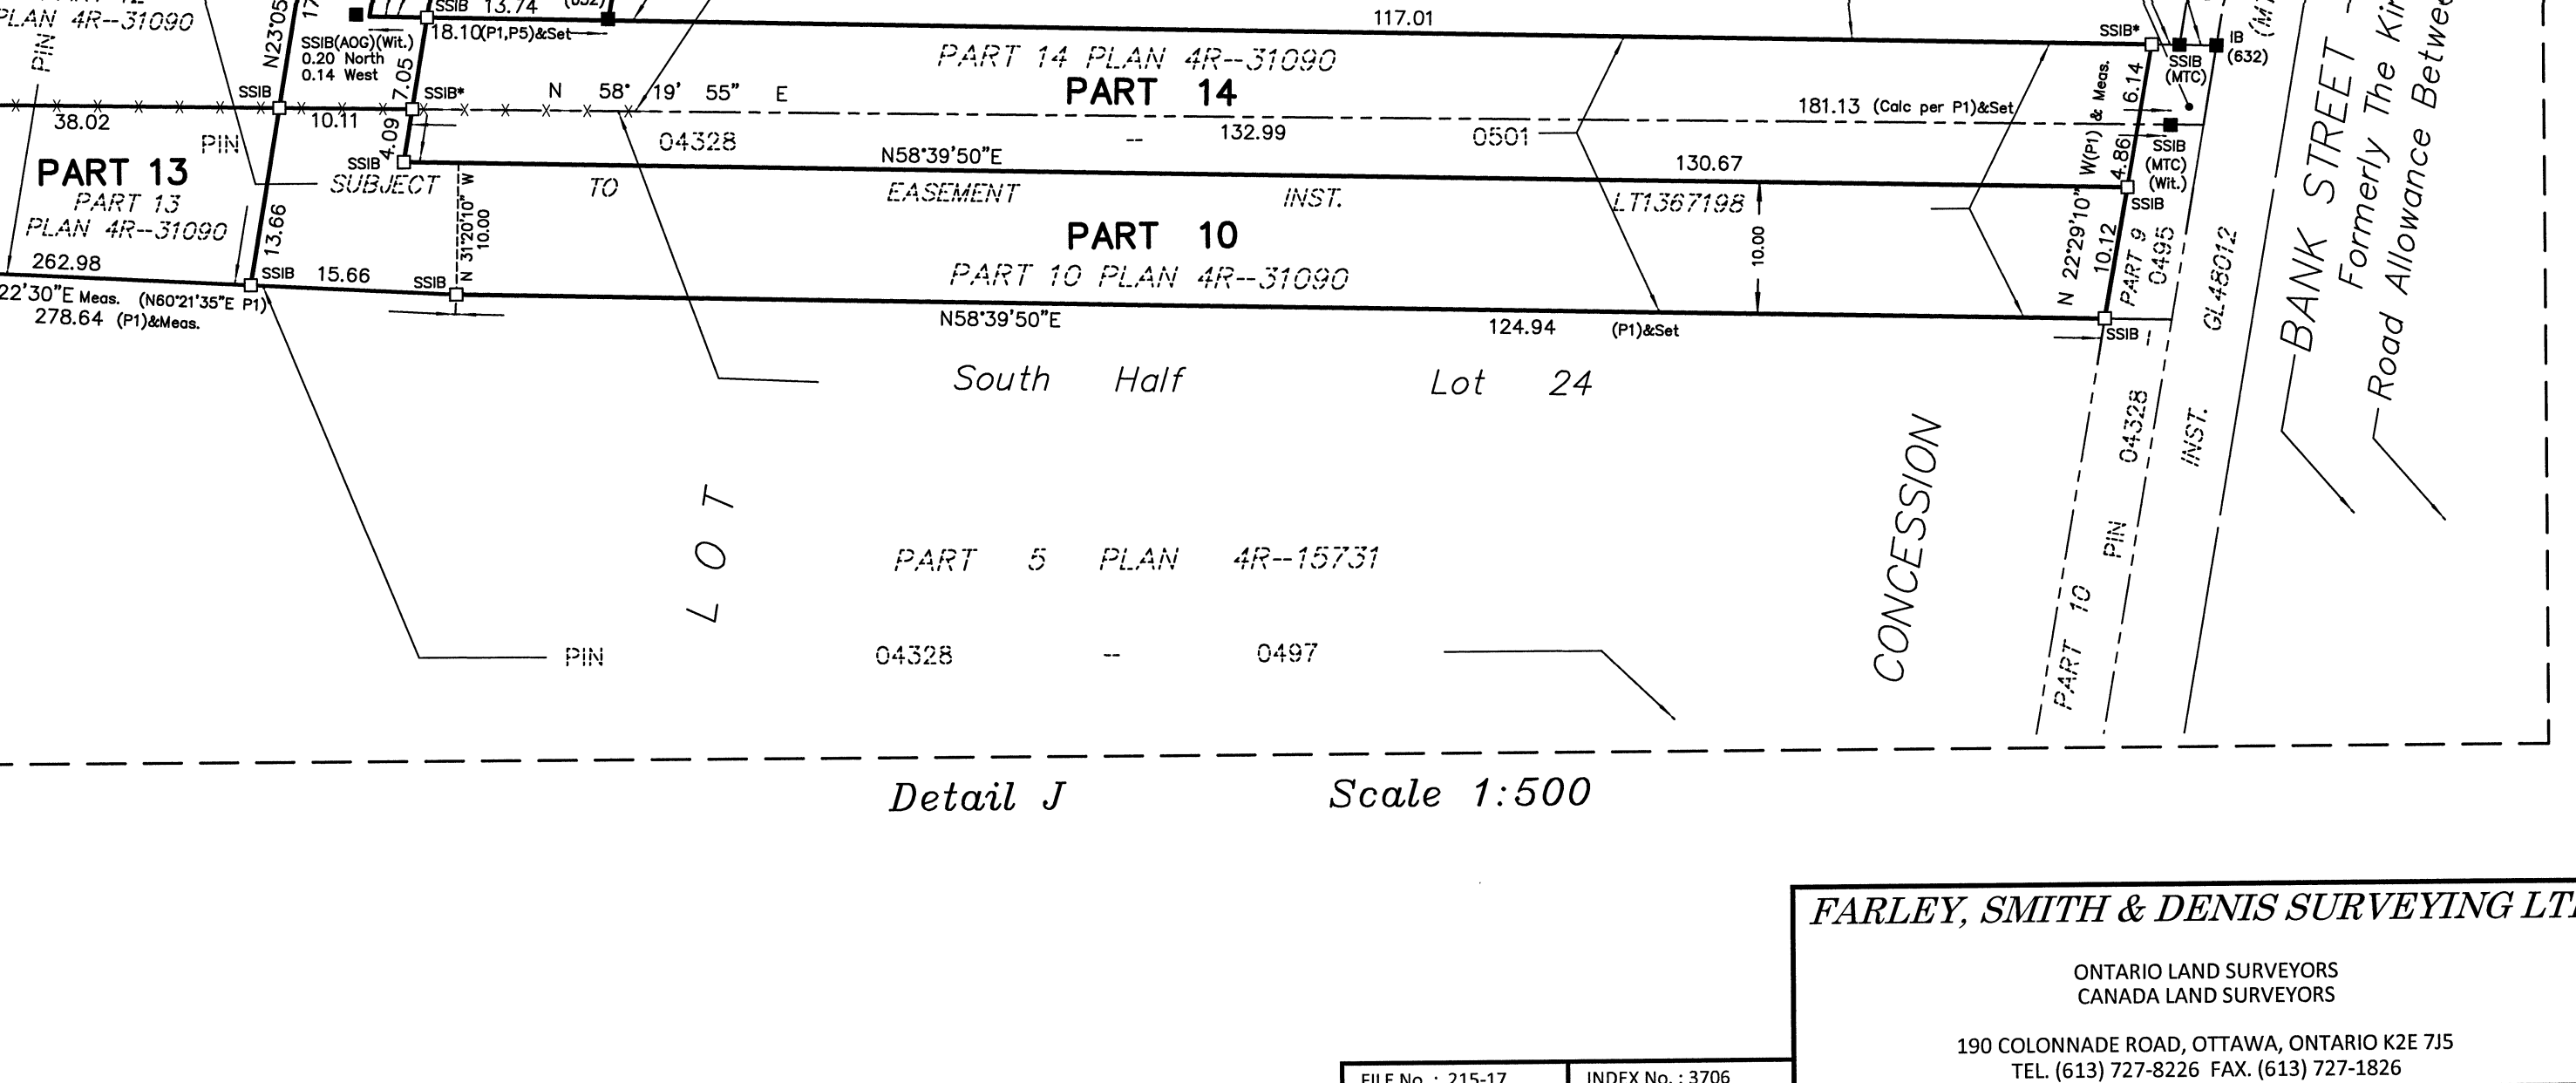 PLAN 4R--31090
PIN
N23°05
17
SSIB
13.74
18.10(P1,P5)&Set
SSIB(AOG)(Wit.)
0.20 North
0.14 West
7.05
117.01
SSIB*
IB
(632)
SSIB
(MTC)
PART 14 PLAN 4R--31090
PART 14
SSIB
SSIB*
N 58° 19' 55" E
181.13 (Calc per P1)&Set
6.14
38.02
10.11
4.09
PIN
04328 -- 0501
132.99
N 22°29'10" W(P1) & Meas.
4.86
SSIB
(MTC)
(Wit.)
SSIB
N58°39'50"E
130.67
PART 13
PART 13
PLAN 4R--31090
SUBJECT TO EASEMENT INST. LT1367198
SSIB
13.66
N 31°20'10" W
10.00
PART 10
PART 10 PLAN 4R--31090
10.00
10.12
PART 9
0495
GL48012
262.98
SSIB
15.66
SSIB
22'30"E Meas. (N60°21'35"E P1)
278.64 (P1)&Meas.
N58°39'50"E
124.94 (P1)&Set
SSIB
South Half Lot 24
LOT
CONCESSION
PART 5 PLAN 4R--15731
PIN 04328 -- 0497
PART 10
PIN
04328
INST.
BANK STREET
Formerly The
Road Allowance
Detail J Scale 1:500
FARLEY, SMITH & DENIS SURVEYING
ONTARIO LAND SURVEYORS
CANADA LAND SURVEYORS
190 COLONNADE ROAD, OTTAWA, ONTARIO K2E 7J5
TEL. (613) 727-8226 FAX. (613) 727-1826
FILE No. : 215-17
INDEX No. : 3706